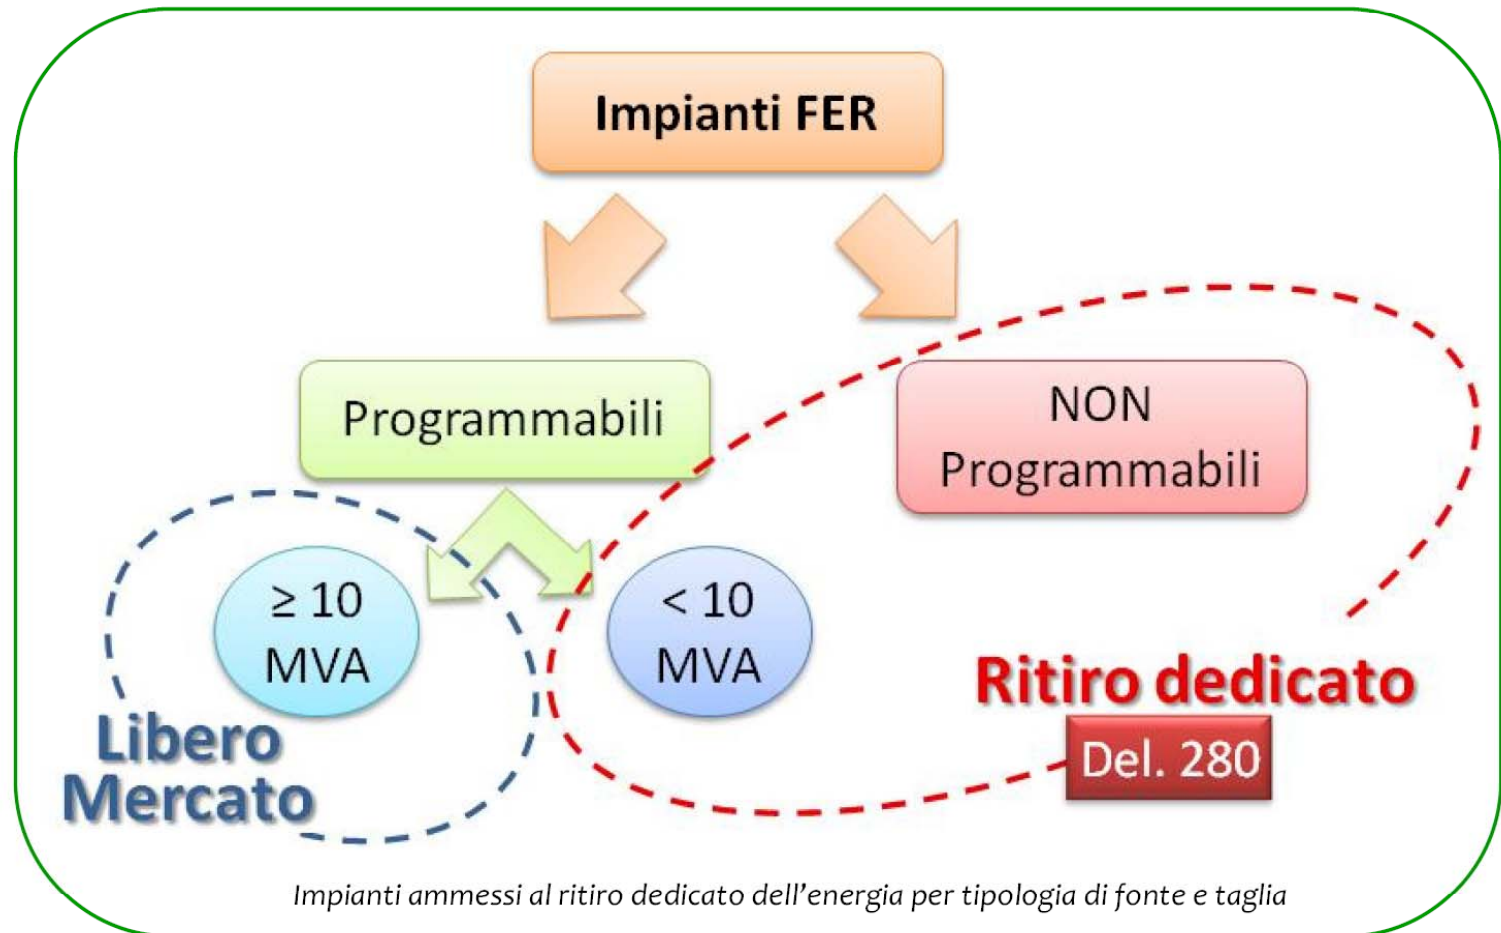 Impianti FER
Programmabili
NON
Programmabili
≥ 10
MVA
< 10
MVA
Libero
Mercato
Ritiro dedicato
Del. 280
Impianti ammessi al ritiro dedicato dell'energia per tipologia di fonte e taglia